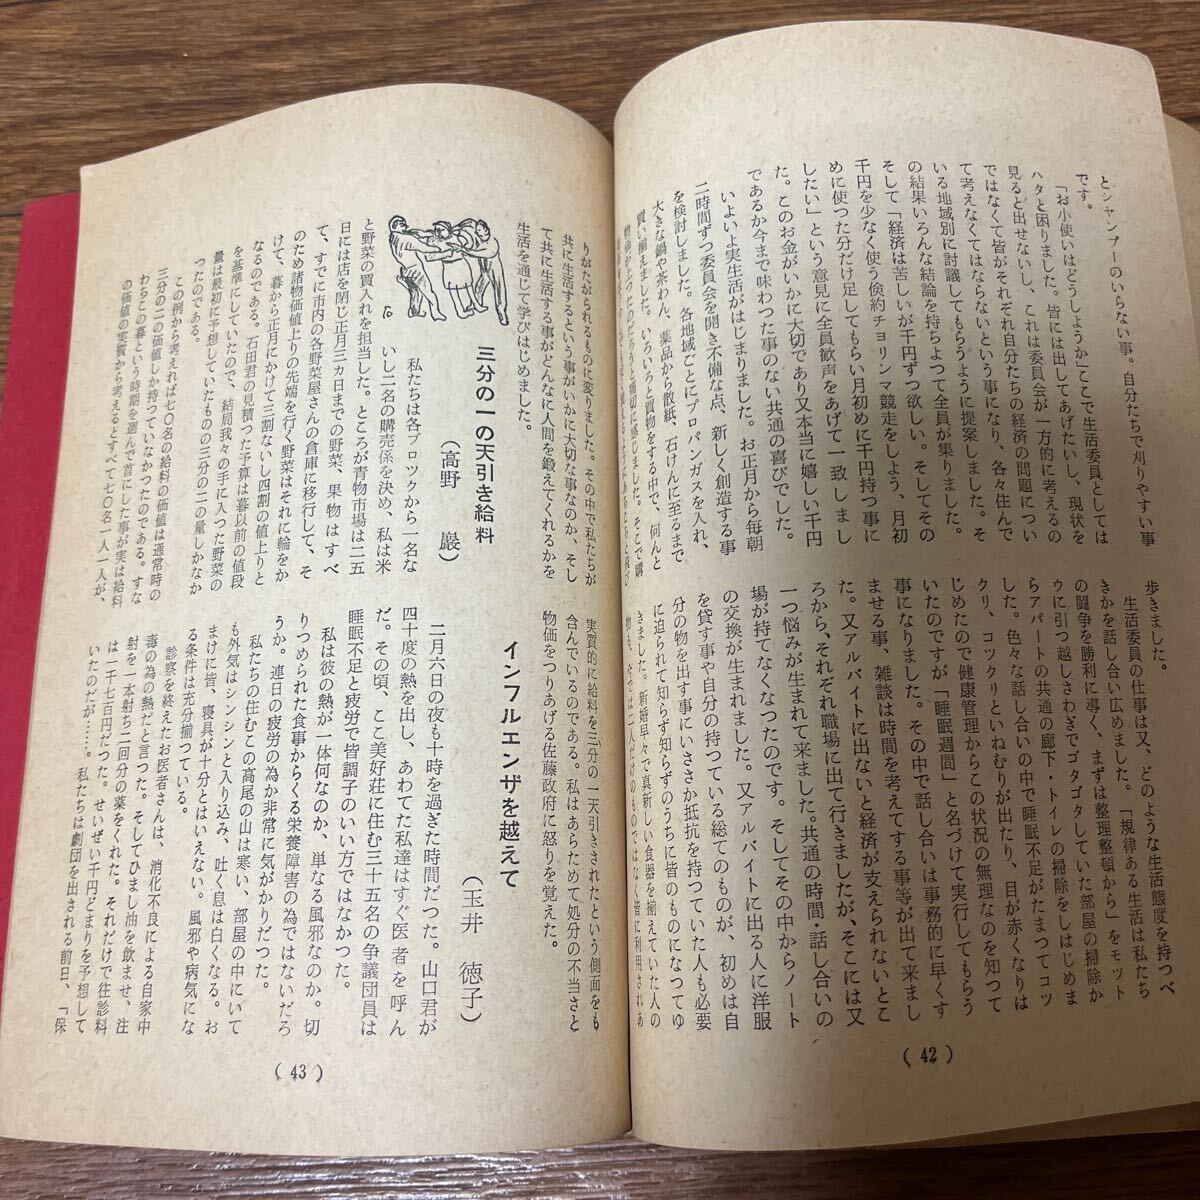 とシャンプーのいらない事。自分たちで刈りやすい事
です。
「お小使いはどうしようか」ここで生活委員としては
ハタと困りました。皆には出してあげたいし、現状を
見ると出せないし、これは委員会が一方的に考えるの
ではなくて皆がそれぞれ自分たちの経済の問題につい
て考えなくてはならないという事になり、各々住んで
いる地域別に討議してもらうように提案しました。そ
の結果いろんな結論を持ちよつて全員が集りました。
そして「経済は苦しいが千円ずつ欲しい。そしてその
千円を少なく使う倹約チョリンマ競走をしよう、月初
めに使つた分だけ足してもらい月初めに千円持つ事に
したい」という意見に全員歓声をあげて一致しまし
た。このお金がいかに大切であり又本当に嬉しい千円
であるか今まで味わつた事のない共通の喜びでした。
いよいよ実生活がはじまりました。お正月から毎朝
二時間ずつ委員会を開き不備な点、新しく創造する事
を検討しました。各地域ごとにプロパンガスを入れ、
大きな鍋や茶わん、薬品から散紙、石けんに至るまで
買い揃えました。いろいろと買物をする中で、何んと
歩きました。
生活委員の仕事は又、どのような生活態度を持つべ
きかを話し合い広めました。「規律ある生活は私たち
の闘争を勝利に導く、まずは整理整頓から」をモット
ウに引つ越しさわぎでゴタゴタしていた部屋の掃除か
らアパートの共通の廊下・トイレの掃除をしはじめま
した。色々な話し合いの中で睡眠不足がたまつてコツ
クリ、コツクリといねむりが出たり、目が赤くなりは
じめたので健康管理からこの状況の無理なのを知つて
いたのですが「睡眠週間」と名づけて実行してもらう
事になりました。その中で話し合いは事務的に早くす
ませる事、雑談は時間を考えてする事等が出て来まし
た。又アルバイトに出ないと経済が支えられない、と
ころから、それぞれ職場に出て行きましたが、そこには又
一つ悩みが生まれて来ました。共通の時間・話し合いの
場が持てなくなつたのです。そしてその中からノート
の交換が生まれました。又アルバイトに出る人に洋服
を貸す事や自分の持つている総てのものが、初めは自
分の物を出す事にいささか抵抗を持つていた人も必要
に迫られて知らず知らずのうちに皆のものになつてゆ
きました。新婚早々で真新しい食器を揃えていた人の
(42)
りがたがられるものに変りました。その中で私たちが
共に生活するという事がいかに大切な事なのか、そし
て共に生活する事がどんなに人間を鍛えてくれるかを
生活を通じて学びはじめました。
三分の一の天引き給料
(高野 巌)
私たちは各ブロックから一名な
いし二名の購売係を決め、私は米
と野菜の買入れを担当した。ところが青物市場は二五
日には店を閉じ正月三ヵ日までの野菜、果物はすべ
て、すでに市内の各野菜屋さんの倉庫に移行して、そ
のため諸物価値上りの先端を行く野菜はそれに輪をか
けて、暮から正月にかけて三割ないし四割の値上りと
なるのである。石田君の見積つた予算は暮以前の値段
を基準にしていたので、結局我々の手に入つた野菜の
量は最初に予想していたものの三分の二の量しかなか
つたのである。
この例から考えれば七〇名の給料の価値は通常時の
三分の二の価値しか持つていなかつたのである。すな
わちこの暮という時期を選んで首にした事が実は給料
の価値の実質から考えるとすべて七〇名一人一人が、
実質的に給料を三分の一天引きされたという側面をも
含んでいるのである。私はあらためて処分の不当さと
物価をつりあげる佐藤政府に怒りを覚えた。
インフルエンザを越えて
(玉井 徳子)
二月六日の夜も十時を過ぎた時間だつた。山口君が
四十度の熱を出し、あわてた私達はすぐ医者を呼ん
だ。その頃、ここ美好荘に住む三十五名の争議団員は
睡眠不足と疲労で皆調子のいい方ではなかつた。
私は彼の熱が一体何なのか、単なる風邪なのか。切
りつめられた食事からくる栄養障害の為ではないだろ
うか。連日の疲労の為か非常に気がかりだつた。
私たちの住むこの高尾の山は寒い、部屋の中にいて
も外気はシンシンと入り込み、吐く息は白くなる。お
まけに皆、寝具が十分とはいえない。風邪や病気にな
る条件は充分揃つている。
診察を終えたお医者さんは、消化不良による自家中
毒の為の熱だと言つた。そしてひまし油を飲ませ、注
射を一本射ち二回分の薬をくれた。それだけで往診料
は一千七百円だつた。せいぜい千円どまりを予想して
いたのだが……。私たちは劇団を出される前日、「保
(43)